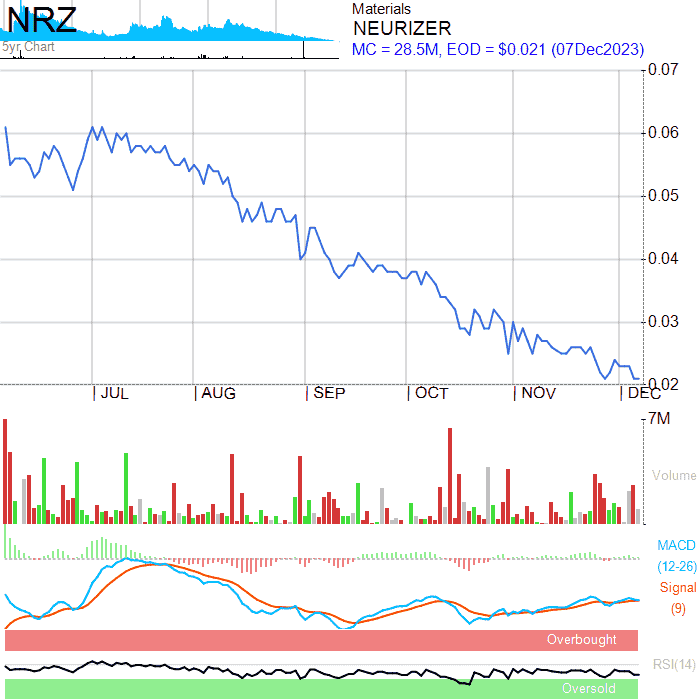 NRZ
5yr Chart
Materials
NEURIZER
MC = 28.5M, EOD = $0.021 (07Dec2023)
0.07
0.06
0.05
0.04
0.03
0.02
JUL AUG SEP OCT NOV DEC
7M
Volume
MACD
(12-26)
Signal
(9)
Overbought
RSI(14)
Oversold